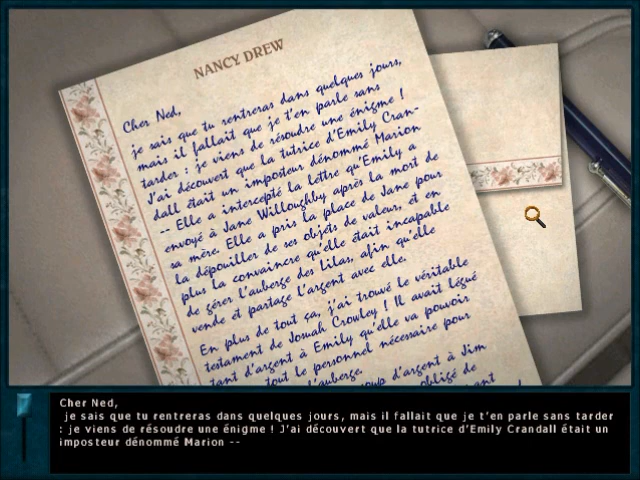 NANCY DREW
Cher Ned,
je sais que tu rentreras dans quelques jours,
mais il fallait que je t'en parle sans
tarder : je viens de résoudre une énigme !
J'ai découvert que la tutrice d'Emily Cran-
dall était un imposteur dénommé Marion
-- Elle a intercepté la lettre qu'Emily a
envoyé à Jane Willoughby après la mort de
sa mère. Elle a pris la place de Jane pour
la dépouiller de ses objets de valeur, et en
plus la convaincre qu'elle était incapable
de gérer l'auberge des Lilas, afin qu'elle
vende et partage l'argent avec elle.
En plus de tout ça, j'ai trouvé le véritable
testament de Josiah Crowley ! Il avait légué
tant d'argent à Emily qu'elle va pouvoir
tout le personnel nécessaire pour
l'auberge.
coup d'argent à Jim
obligé de
Cher Ned,
je sais que tu rentreras dans quelques jours, mais il fallait que je t'en parle sans tarder
: je viens de résoudre une énigme ! J'ai découvert que la tutrice d'Emily Crandall était un
imposteur dénommé Marion --